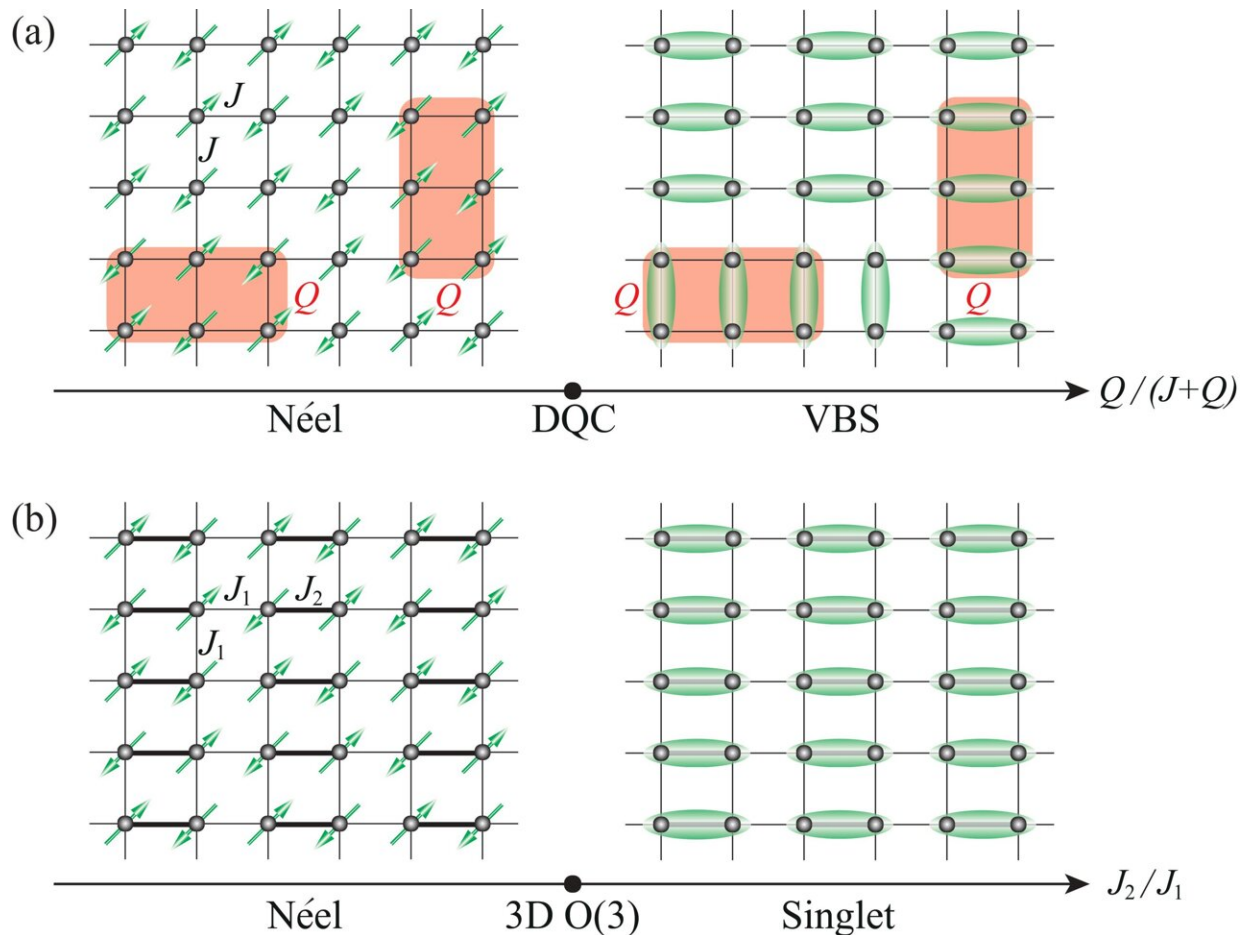 (a)
J
J
Q
Q
Q
Q
Néel
DQC
VBS
Q/(J+Q)
(b)
J₁
J₂
J₁
Néel
3D O(3)
Singlet
J₂/J₁